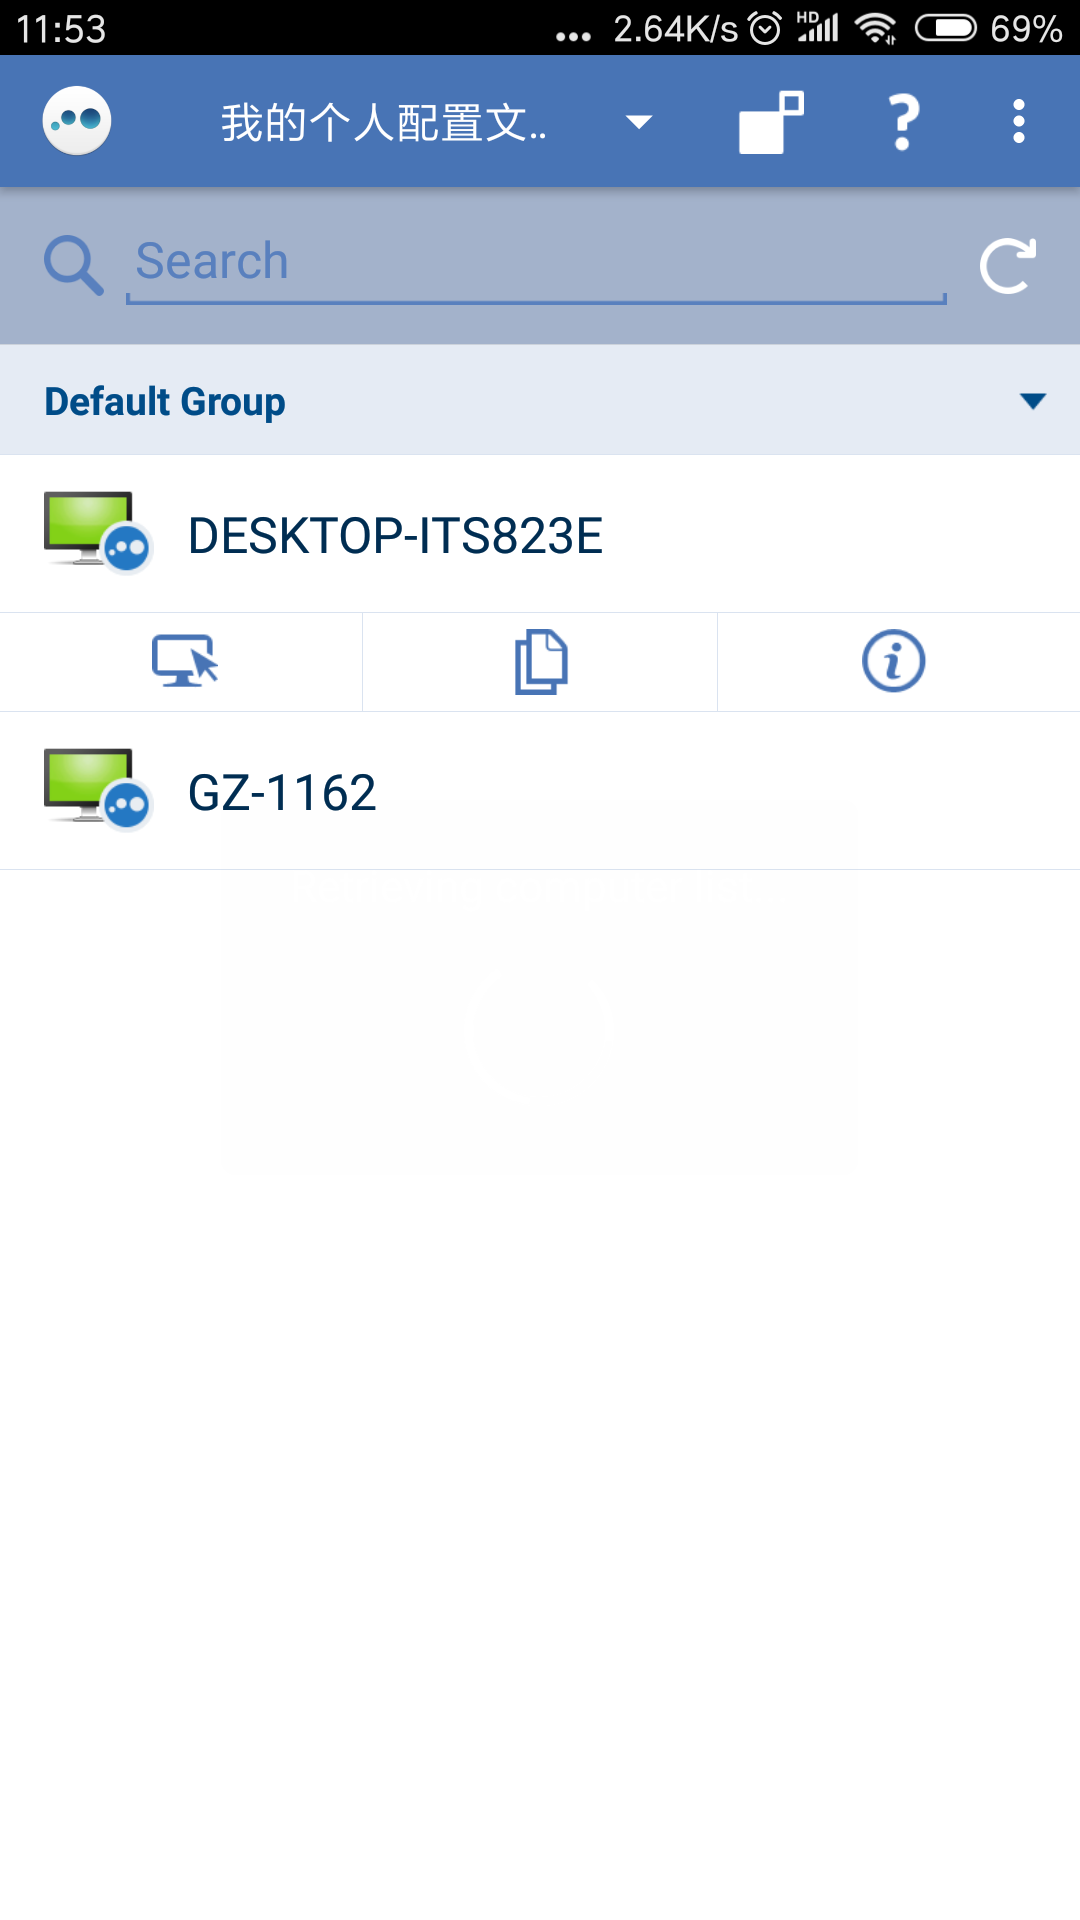 11:53 ... 2.64K/s HD 69%
我的个人配置文..
Search
Default Group
DESKTOP-ITS823E
GZ-1162